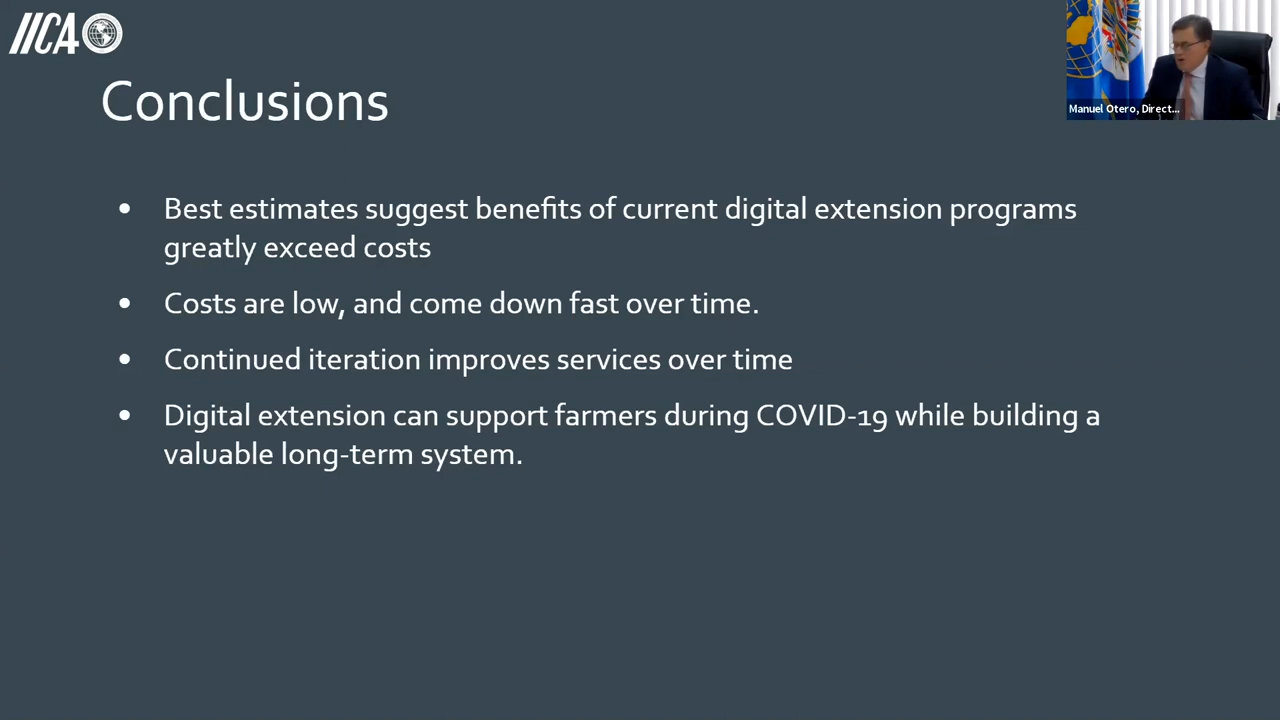 IICA
Manuel Otero, Direct...
Conclusions
• Best estimates suggest benefits of current digital extension programs
greatly exceed costs
• Costs are low, and come down fast over time.
• Continued iteration improves services over time
• Digital extension can support farmers during COVID-19 while building a
valuable long-term system.